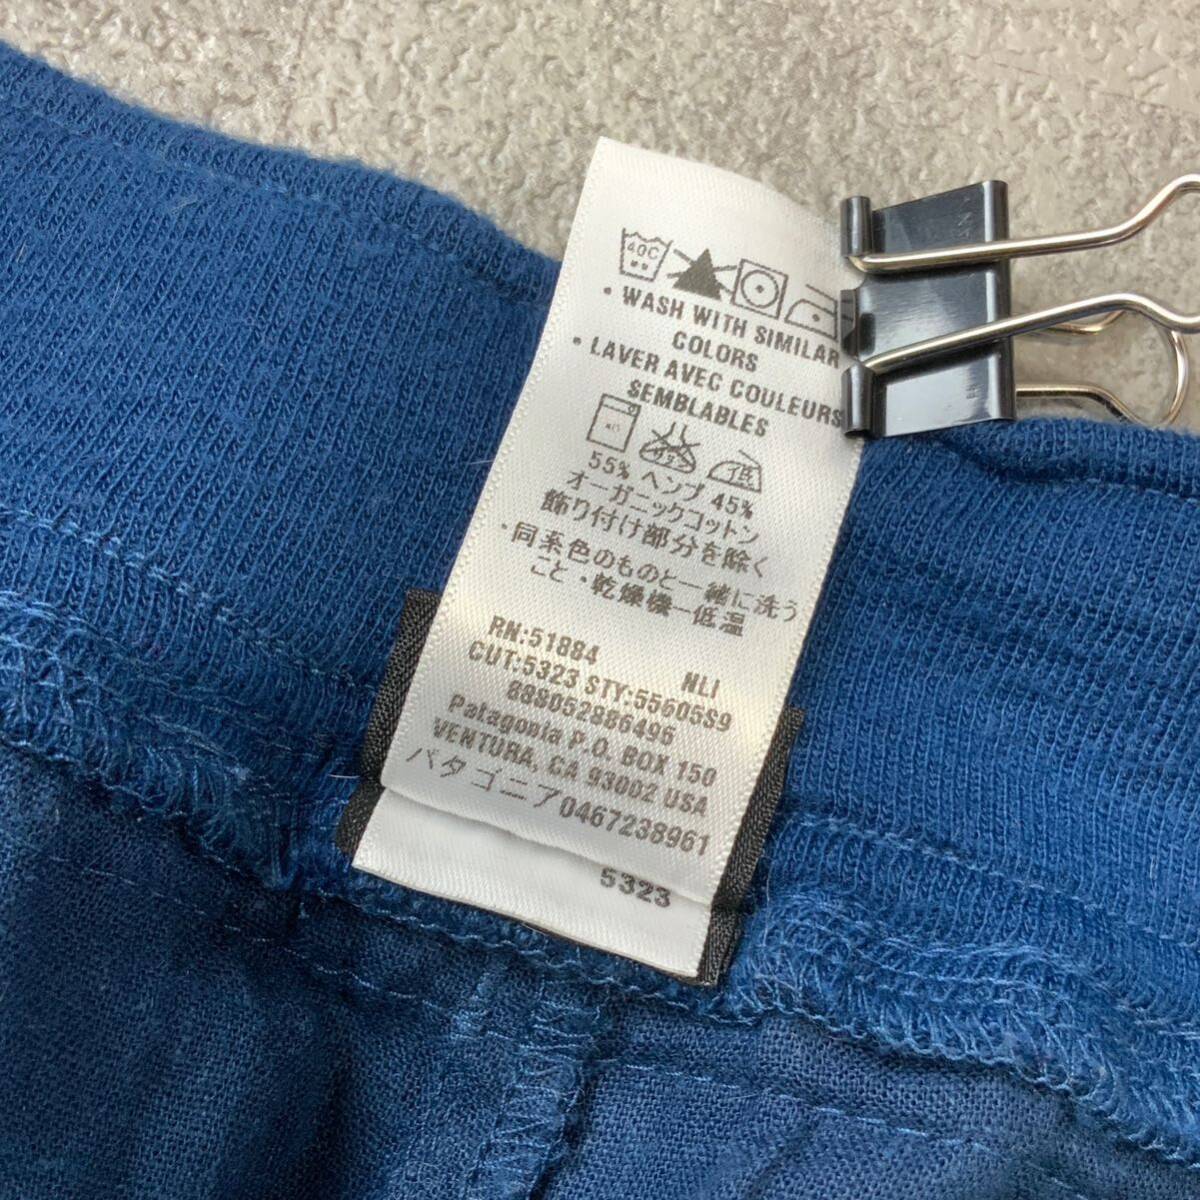 40C
• WASH WITH SIMILAR
COLORS
• LAVER AVEC COULEURS
SEMBLABLES
低
55% ヘンプ 45%
オーガニックコットン
飾り付け部分を除く
・同系色のものと一緒に洗う
こと・乾燥機一低温
RN:51884 NLI
CUT:5323 STY:55605S9
888052886496
Patagonia P.O. BOX 150
VENTURA, CA 93002 USA
パタゴニア0467238961
5323